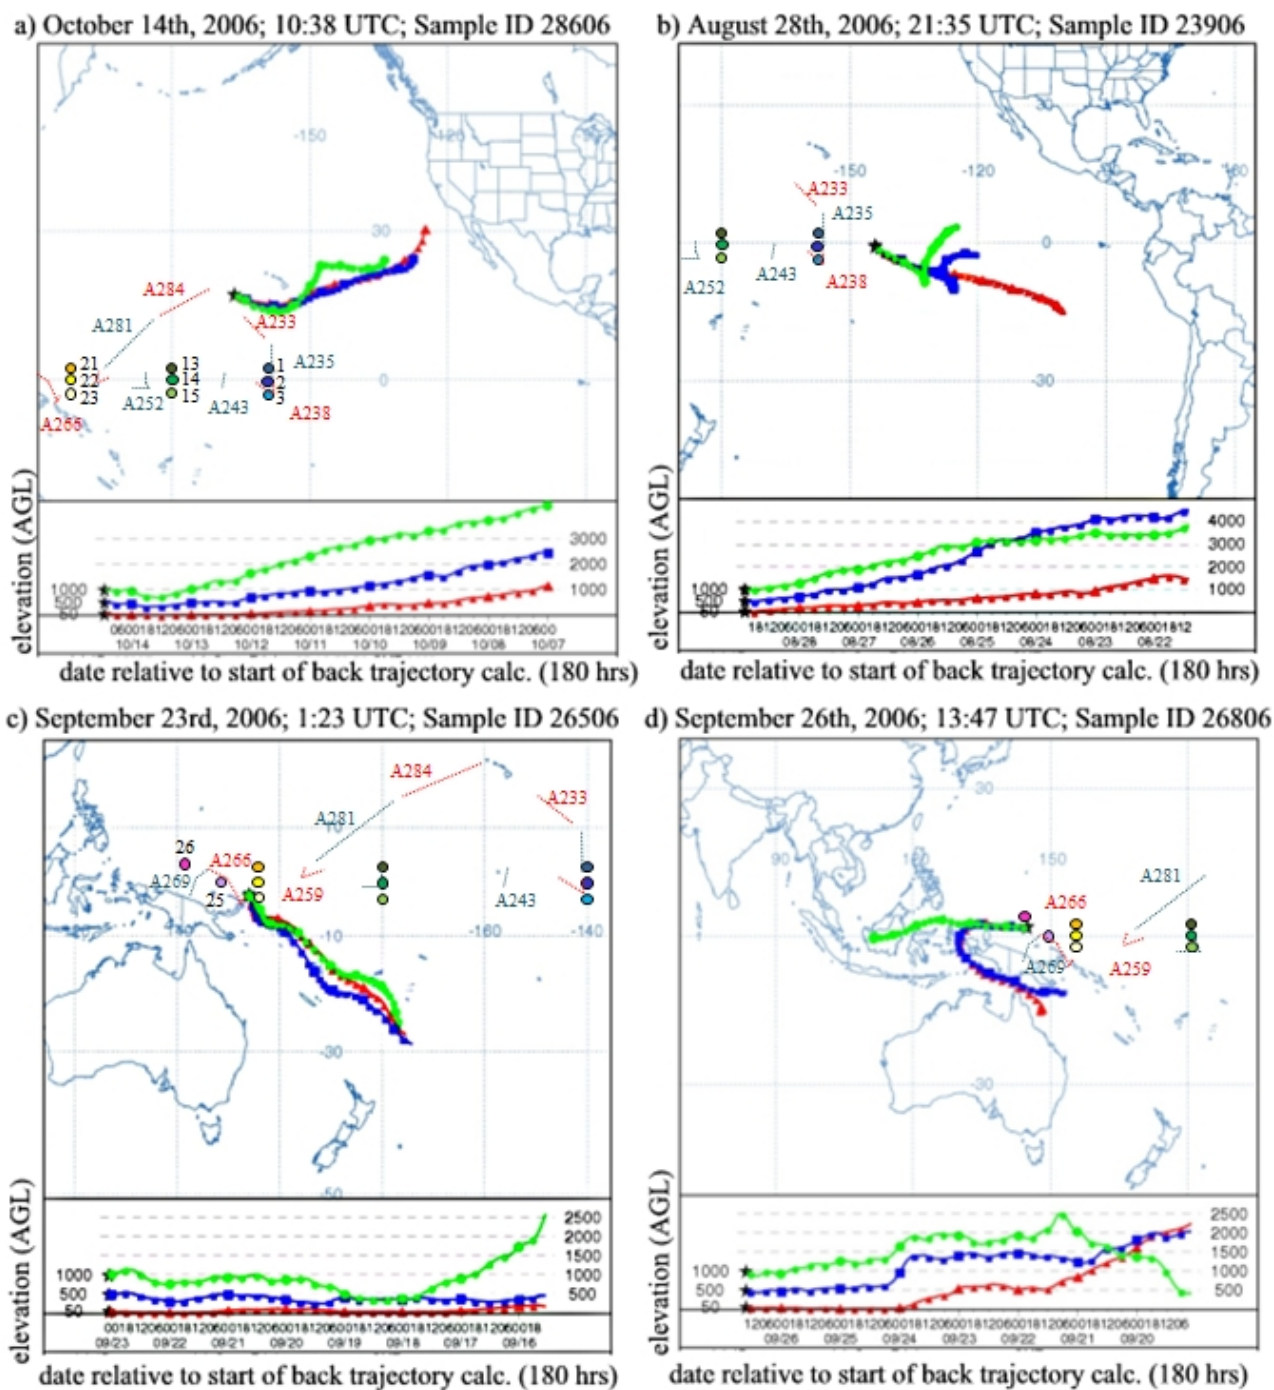 a) October 14th, 2006; 10:38 UTC; Sample ID 28606
-150
30
A284
A233
A281
A235
21
22
23
13
14
15
1
2
3
0
A252
A243
A238
A266
elevation (AGL)
3000
2000
1000
1000
500
10/14 10/13 10/12 10/11 10/10 10/09 10/08 10/07
date relative to start of back trajectory calc. (180 hrs)
b) August 28th, 2006; 21:35 UTC; Sample ID 23906
-150
-120
A233
A235
0
A252
A243
A238
-30
elevation (AGL)
4000
3000
2000
1000
1000
500
08/28 08/27 08/26 08/25 08/24 08/23 08/22
date relative to start of back trajectory calc. (180 hrs)
c) September 23rd, 2006; 1:23 UTC; Sample ID 26506
A284
A233
A281
26
A266
A269
A259
25
A243
-10
-160
-140
-30
-50
elevation (AGL)
2500
2000
1500
1000
500
1000
500
50
09/23 09/22 09/21 09/20 09/19 09/18 09/17 09/16
date relative to start of back trajectory calc. (180 hrs)
d) September 26th, 2006; 13:47 UTC; Sample ID 26806
30
90
150
A281
A266
A269
A259
-30
elevation (AGL)
2500
2000
1500
1000
500
1000
500
50
09/26 09/25 09/24 09/23 09/22 09/21 09/20
date relative to start of back trajectory calc. (180 hrs)